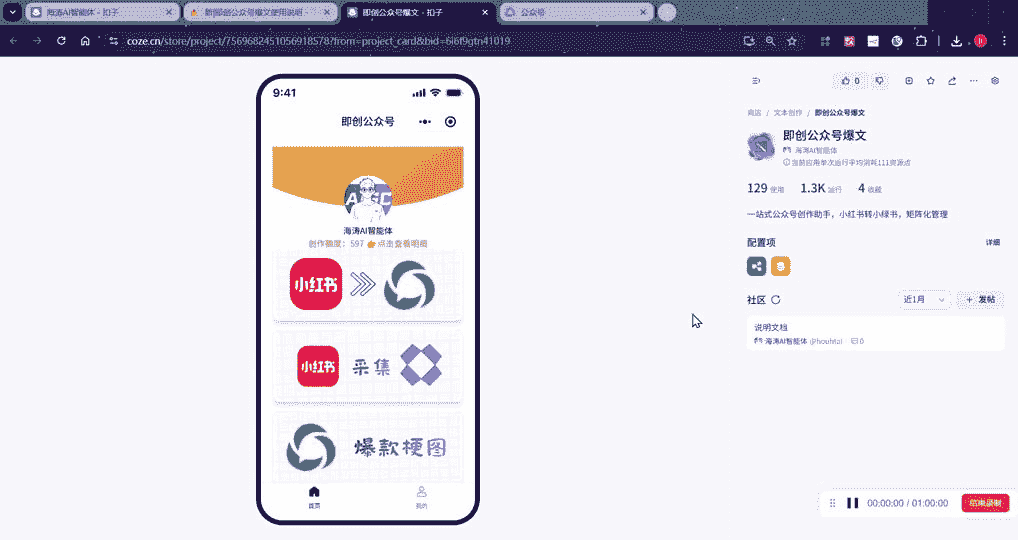 海涛AI智能体 - 扣子
新即创公众号爆文使用说明 -
即创公众号爆文 - 扣子
公众号
coze.cn/store/project/7569682451056918578?from=project_card&bid=6i6f9gtn41019
9:41
即创公众号
海涛AI智能体
创作额度：597 👉点击查看明细
小红书
小红书 采集
爆款梗图
首页
我的
0
商店 / 文本创作 / 即创公众号爆文
即创公众号爆文
海涛AI智能体
当前应用单次运行平均消耗111资源点
129 使用 1.3K 运行 4 收藏
一站式公众号创作助手，小红书转小绿书，矩阵化管理
配置项 详细
社区 近1月 + 发帖
说明文档
海涛AI智能体 @houhtai 0
00:00:00 / 01:00:00 结束录制